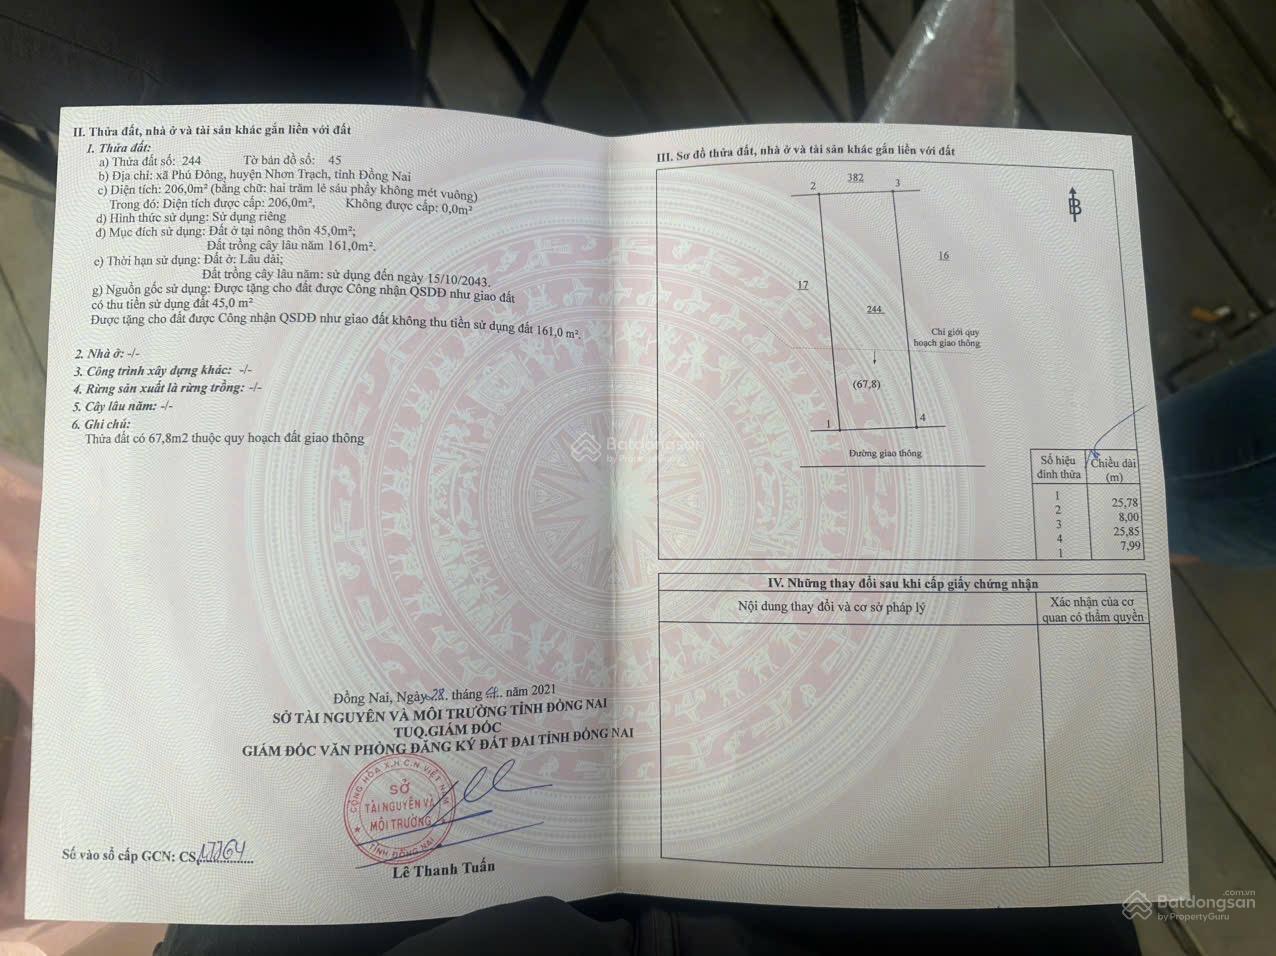 II. Thửa đất, nhà ở và tài sản khác gắn liền với đất
1. Thửa đất:
a) Thửa đất số: 244 Tờ bản đồ số: 45
b) Địa chỉ: xã Phú Đông, huyện Nhơn Trạch, tỉnh Đồng Nai
c) Diện tích: 206,0m² (bằng chữ: hai trăm lẻ sáu phẩy không mét vuông)
Trong đó: Diện tích được cấp: 206,0m², Không được cấp: 0,0m²
d) Hình thức sử dụng: Sử dụng riêng
đ) Mục đích sử dụng: Đất ở tại nông thôn 45,0m²;
Đất trồng cây lâu năm 161,0m².
e) Thời hạn sử dụng: Đất ở: Lâu dài;
Đất trồng cây lâu năm: sử dụng đến ngày 15/10/2043.
g) Nguồn gốc sử dụng: Được tặng cho đất được Công nhận QSDĐ như giao đất
có thu tiền sử dụng đất 45,0 m²
Được tặng cho đất được Công nhận QSDĐ như giao đất không thu tiền sử dụng đất 161,0 m².
2. Nhà ở: -/-
3. Công trình xây dựng khác: -/-
4. Rừng sản xuất là rừng trồng: -/-
5. Cây lâu năm: -/-
6. Ghi chú:
Thửa đất có 67,8m2 thuộc quy hoạch đất giao thông
Đồng Nai, Ngày 28. tháng năm 2021
SỞ TÀI NGUYÊN VÀ MÔI TRƯỜNG TỈNH ĐỒNG NAI
TUQ.GIÁM ĐỐC
GIÁM ĐỐC VĂN PHÒNG ĐĂNG KÝ ĐẤT ĐAI TỈNH ĐỒNG NAI
CỘNG HÒA X.H.C.N VIỆT NAM
SỞ
TÀI NGUYÊN VÀ
MÔI TRƯỜNG
TỈNH ĐỒNG NAI
Lê Thanh Tuấn
Số vào sổ cấp GCN: CS
III. Sơ đồ thửa đất, nhà ở và tài sản khác gắn liền với đất
382
2 3
B
16
17
244
Chỉ giới quy
hoạch giao thông
(67,8)
1 4
Đường giao thông
Số hiệu
đỉnh thửa
Chiều dài
(m)
1
25,78
2
8,00
3
25,85
4
7,99
1
IV. Những thay đổi sau khi cấp giấy chứng nhận
Nội dung thay đổi và cơ sở pháp lý
Xác nhận của cơ
quan có thẩm quyền
Batdongsan
by PropertyGuru
Batdongsan
.com.vn
by PropertyGuru